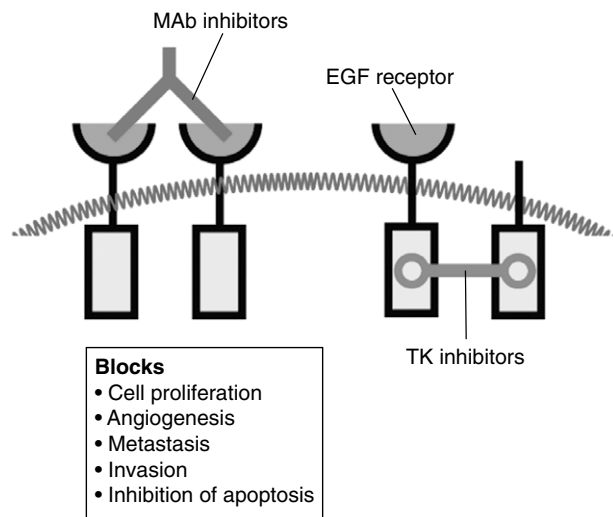 MAb inhibitors
EGF receptor
TK inhibitors
Blocks
• Cell proliferation
• Angiogenesis
• Metastasis
• Invasion
• Inhibition of apoptosis